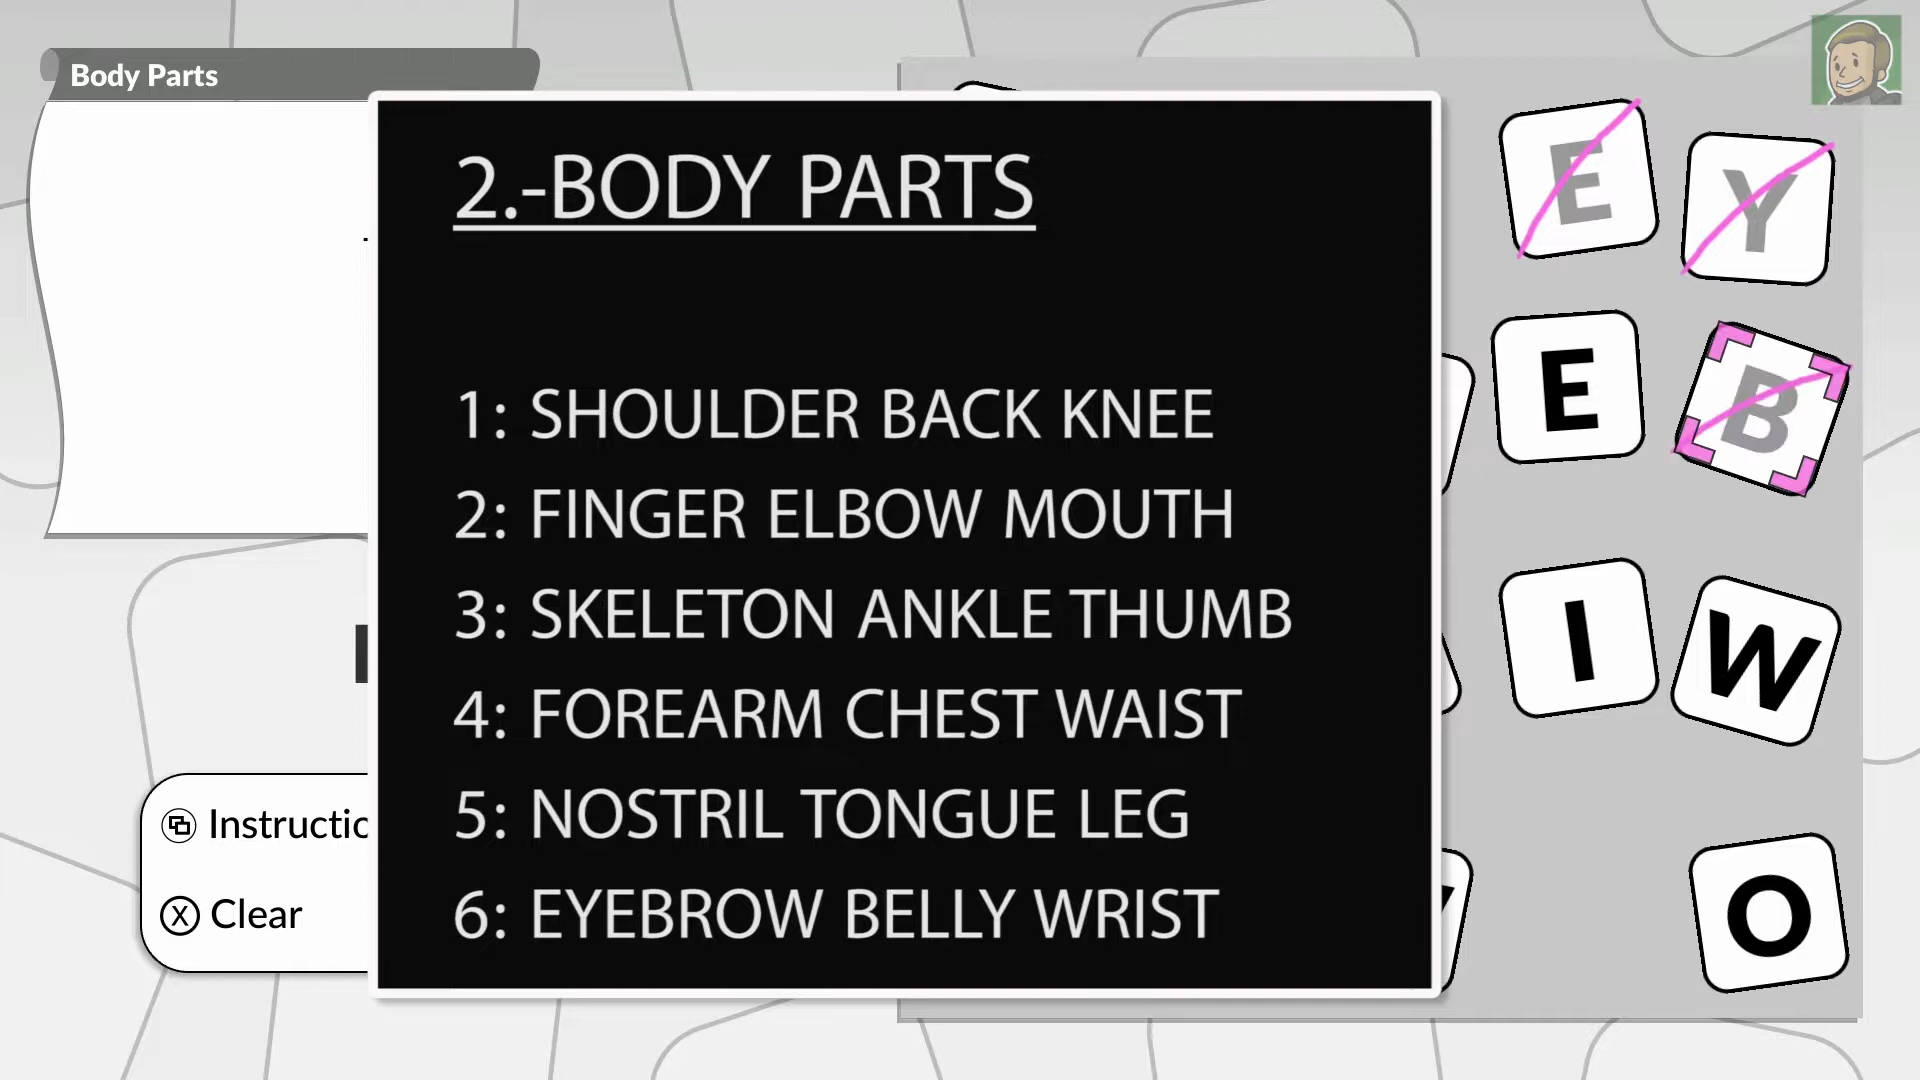 Body Parts
2.-BODY PARTS
1: SHOULDER BACK KNEE
2: FINGER ELBOW MOUTH
3: SKELETON ANKLE THUMB
4: FOREARM CHEST WAIST
5: NOSTRIL TONGUE LEG
6: EYEBROW BELLY WRIST
E
Y
E
B
I
W
O
Instructio
X Clear